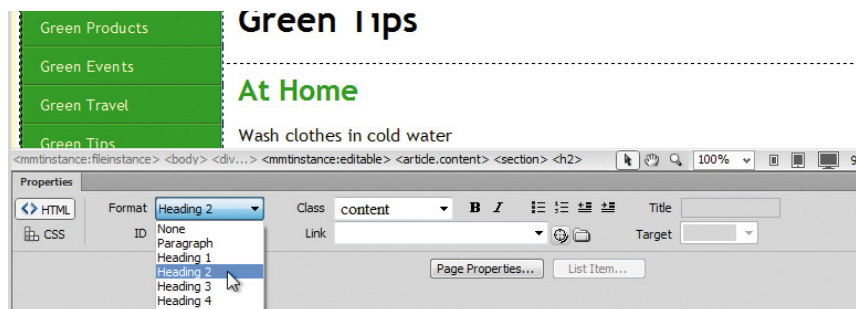 Green Products
Green Events
Green Travel
Green Tips
Green Tips
At Home
Wash clothes in cold water
<mmtinstance:fileinstance> <body> <div...> <mmtinstance:editable> <article.content> <section> <h2> 100%
Properties
<> HTML Format Heading 2 Class content B I Title
CSS ID Link Target
None
Paragraph
Heading 1
Heading 2
Heading 3
Heading 4
Page Properties... List Item...